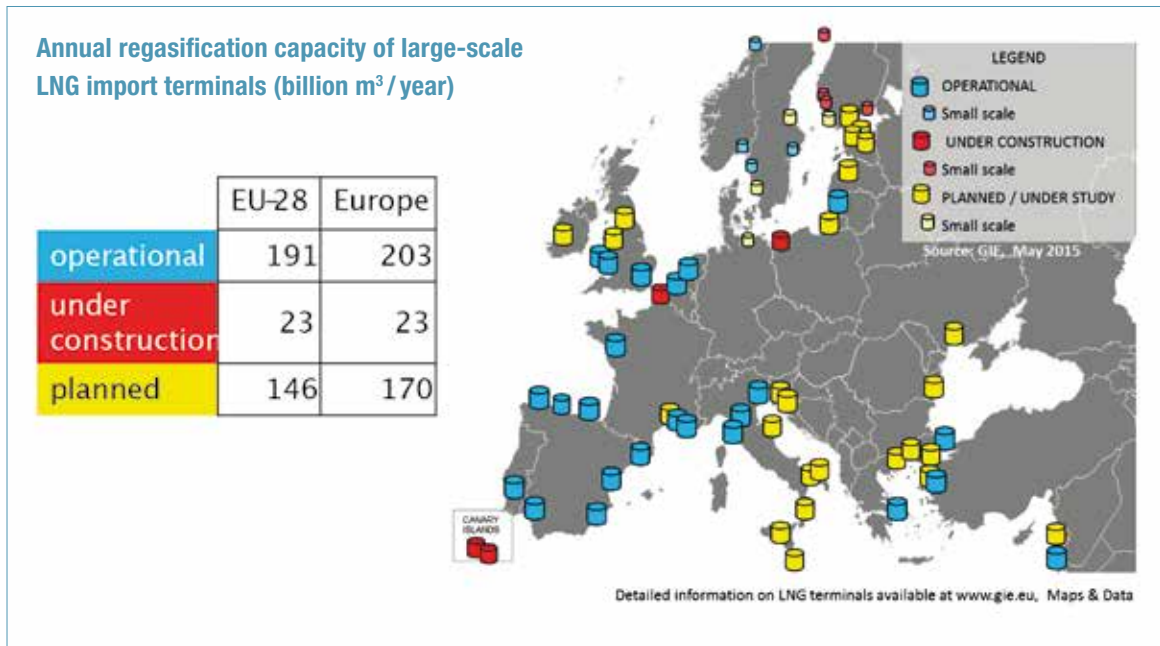 Annual regasification capacity of large-scale
LNG import terminals (billion m³ / year)
EU-28 Europe
operational 191 203
under
construction 23 23
planned 146 170
LEGEND
OPERATIONAL
Small scale
UNDER CONSTRUCTION
Small scale
PLANNED / UNDER STUDY
Small scale
Source: GIE, May 2015
CANARY
ISLANDS
Detailed information on LNG terminals available at www.gie.eu, Maps & Data